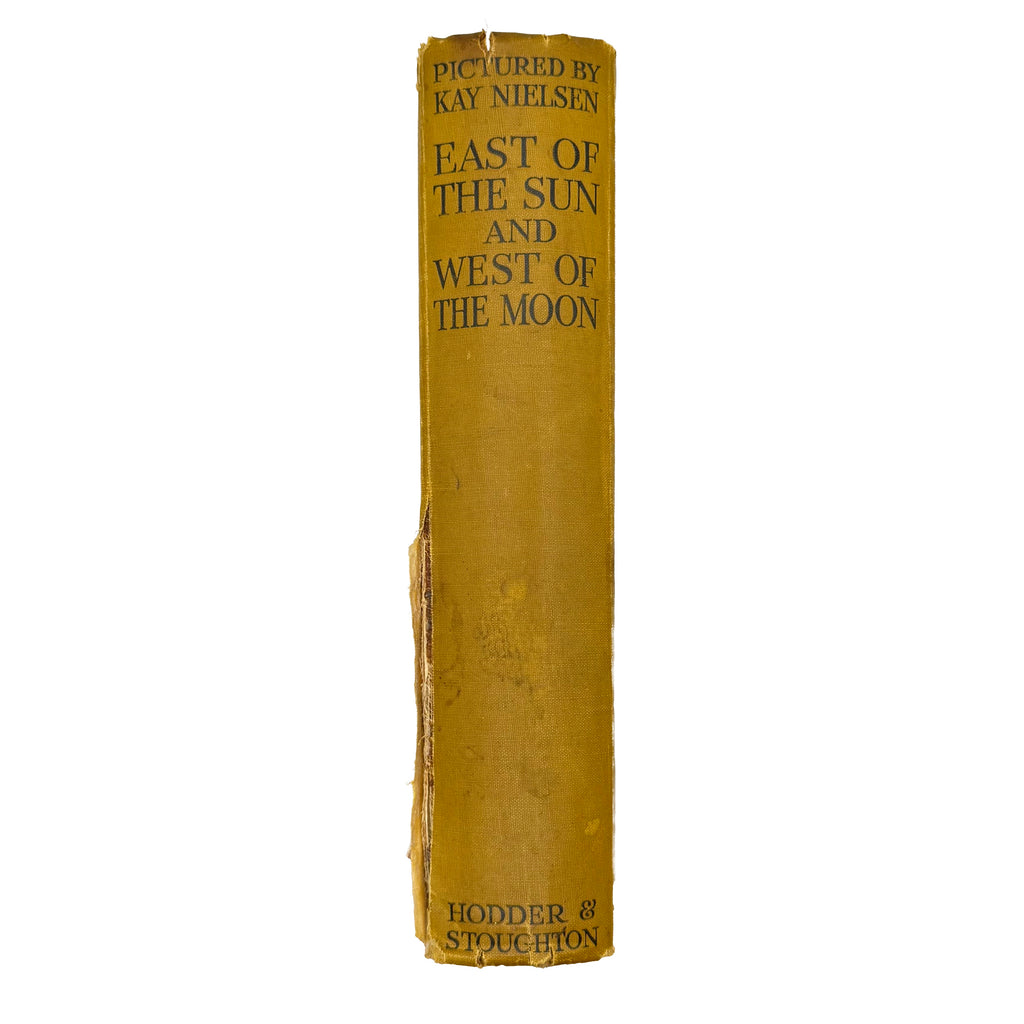 PICTURED BY
KAY NIELSEN
EAST OF
THE SUN
AND
WEST OF
THE MOON
HODDER &
STOUGHTON